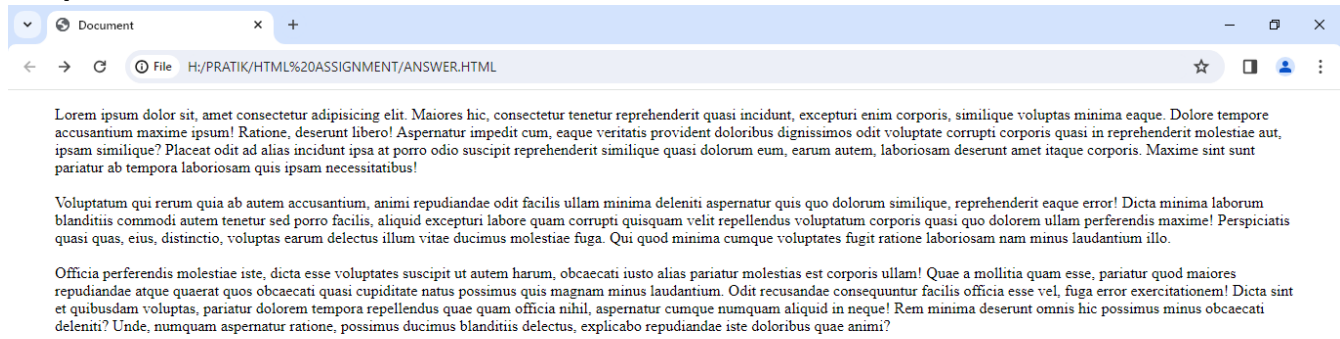 Document
File H:/PRATIK/HTML%20ASSIGNMENT/ANSWER.HTML
Lorem ipsum dolor sit, amet consectetur adipisicing elit. Maiores hic, consectetur tenetur reprehenderit quasi incidunt, excepturi enim corporis, similique voluptas minima eaque. Dolore tempore
accusantium maxime ipsum! Ratione, deserunt libero! Aspernatur impedit cum, eaque veritatis provident doloribus dignissimos odit voluptate corrupti corporis quasi in reprehenderit molestiae aut,
ipsam similique? Placeat odit ad alias incidunt ipsa at porro odio suscipit reprehenderit similique quasi dolorum eum, earum autem, laboriosam deserunt amet itaque corporis. Maxime sint sunt
pariatur ab tempora laboriosam quis ipsam necessitatibus!
Voluptatum qui rerum quia ab autem accusantium, animi repudiandae odit facilis ullam minima deleniti aspernatur quis quo dolorum similique, reprehenderit eaque error! Dicta minima laborum
blanditiis commodi autem tenetur sed porro facilis, aliquid excepturi labore quam corrupti quisquam velit repellendus voluptatum corporis quasi quo dolorem ullam perferendis maxime! Perspiciatis
quasi quas, eius, distinctio, voluptas earum delectus illum vitae ducimus molestiae fuga. Qui quod minima cumque voluptates fugit ratione laboriosam nam minus laudantium illo.
Officia perferendis molestiae iste, dicta esse voluptates suscipit ut autem harum, obcaecati iusto alias pariatur molestias est corporis ullam! Quae a mollitia quam esse, pariatur quod maiores
repudiandae atque quaerat quos obcaecati quasi cupiditate natus possimus quis magnam minus laudantium. Odit recusandae consequuntur facilis officia esse vel, fuga error exercitationem! Dicta sint
et quibusdam voluptas, pariatur dolorem tempora repellendus quae quam officia nihil, aspernatur cumque numquam aliquid in neque! Rem minima deserunt omnis hic possimus minus obcaecati
deleniti? Unde, numquam aspernatur ratione, possimus ducimus blanditiis delectus, explicabo repudiandae iste doloribus quae animi?